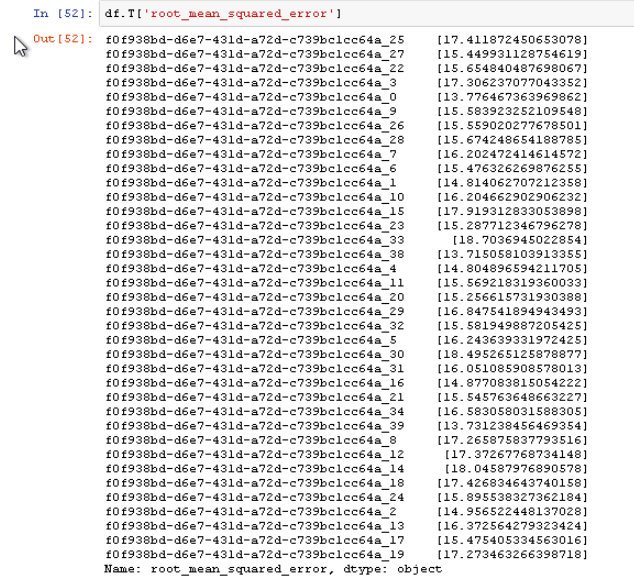 In [52]: df.T['root_mean_squared_error']
Out[52]: f0f938bd-d6e7-431d-a72d-c739bc1cc64a_25 [17.411872450653078]
f0f938bd-d6e7-431d-a72d-c739bc1cc64a_27 [15.449931128754619]
f0f938bd-d6e7-431d-a72d-c739bc1cc64a_22 [15.654840487698067]
f0f938bd-d6e7-431d-a72d-c739bc1cc64a_3 [17.306237077043352]
f0f938bd-d6e7-431d-a72d-c739bc1cc64a_0 [13.776467363969862]
f0f938bd-d6e7-431d-a72d-c739bc1cc64a_9 [15.583923252109548]
f0f938bd-d6e7-431d-a72d-c739bc1cc64a_26 [15.559020277678501]
f0f938bd-d6e7-431d-a72d-c739bc1cc64a_28 [15.674248654188785]
f0f938bd-d6e7-431d-a72d-c739bc1cc64a_7 [16.202472414614572]
f0f938bd-d6e7-431d-a72d-c739bc1cc64a_6 [15.476326269876255]
f0f938bd-d6e7-431d-a72d-c739bc1cc64a_1 [14.814062707212358]
f0f938bd-d6e7-431d-a72d-c739bc1cc64a_10 [16.204662902906232]
f0f938bd-d6e7-431d-a72d-c739bc1cc64a_15 [17.919312833053898]
f0f938bd-d6e7-431d-a72d-c739bc1cc64a_23 [15.287712346796278]
f0f938bd-d6e7-431d-a72d-c739bc1cc64a_33 [18.7036945022854]
f0f938bd-d6e7-431d-a72d-c739bc1cc64a_38 [13.715058103913355]
f0f938bd-d6e7-431d-a72d-c739bc1cc64a_4 [14.804896594211705]
f0f938bd-d6e7-431d-a72d-c739bc1cc64a_11 [15.569218319360033]
f0f938bd-d6e7-431d-a72d-c739bc1cc64a_20 [15.256615731930388]
f0f938bd-d6e7-431d-a72d-c739bc1cc64a_29 [16.847541894943493]
f0f938bd-d6e7-431d-a72d-c739bc1cc64a_32 [15.581949887205425]
f0f938bd-d6e7-431d-a72d-c739bc1cc64a_5 [16.243639331972425]
f0f938bd-d6e7-431d-a72d-c739bc1cc64a_30 [18.495265125878877]
f0f938bd-d6e7-431d-a72d-c739bc1cc64a_31 [16.051085908578013]
f0f938bd-d6e7-431d-a72d-c739bc1cc64a_16 [14.877083815054222]
f0f938bd-d6e7-431d-a72d-c739bc1cc64a_21 [15.545763648663227]
f0f938bd-d6e7-431d-a72d-c739bc1cc64a_34 [16.583058031588305]
f0f938bd-d6e7-431d-a72d-c739bc1cc64a_39 [13.731238456469354]
f0f938bd-d6e7-431d-a72d-c739bc1cc64a_8 [17.265875837793516]
f0f938bd-d6e7-431d-a72d-c739bc1cc64a_12 [17.37267768734148]
f0f938bd-d6e7-431d-a72d-c739bc1cc64a_14 [18.04587976890578]
f0f938bd-d6e7-431d-a72d-c739bc1cc64a_18 [17.426834643740158]
f0f938bd-d6e7-431d-a72d-c739bc1cc64a_24 [15.895538327362184]
f0f938bd-d6e7-431d-a72d-c739bc1cc64a_2 [14.956522448137028]
f0f938bd-d6e7-431d-a72d-c739bc1cc64a_13 [16.372564279323424]
f0f938bd-d6e7-431d-a72d-c739bc1cc64a_17 [15.475405334563016]
f0f938bd-d6e7-431d-a72d-c739bc1cc64a_19 [17.273463266398718]
Name: root_mean_squared_error, dtype: object